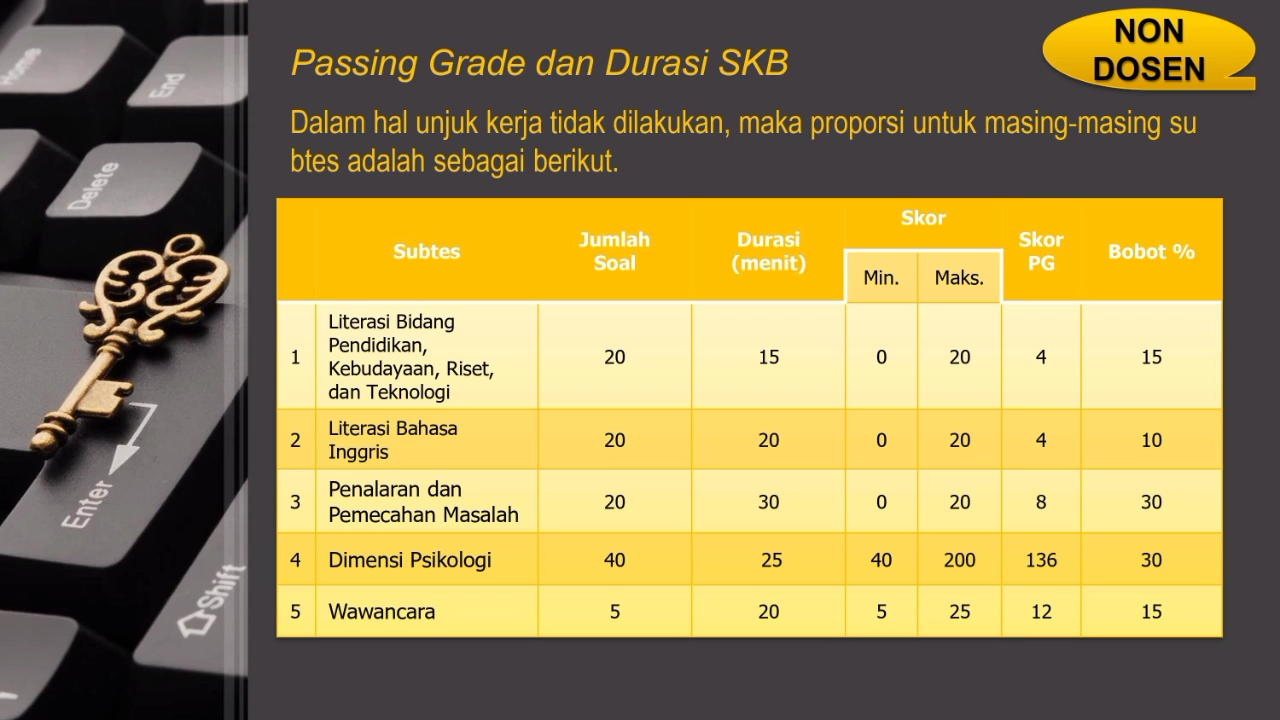 Home
End
Delete
Enter
Shift
NON
DOSEN
Passing Grade dan Durasi SKB
Dalam hal unjuk kerja tidak dilakukan, maka proporsi untuk masing-masing su
btes adalah sebagai berikut.
Subtes Jumlah Soal Durasi (menit) Skor Min. Maks. Skor PG Bobot %
1 Literasi Bidang Pendidikan, Kebudayaan, Riset, dan Teknologi 20 15 0 20 4 15
2 Literasi Bahasa Inggris 20 20 0 20 4 10
3 Penalaran dan Pemecahan Masalah 20 30 0 20 8 30
4 Dimensi Psikologi 40 25 40 200 136 30
5 Wawancara 5 20 5 25 12 15